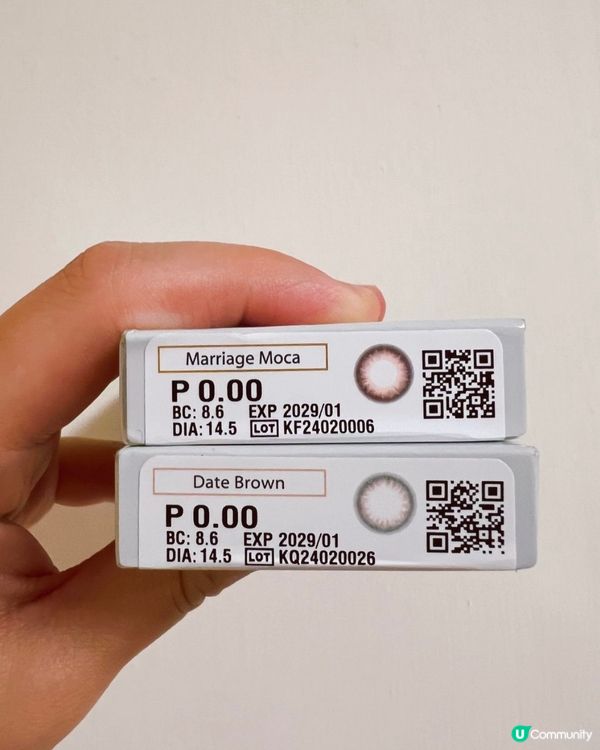 Marriage Moca
P 0.00
BC: 8.6 EXP 2029/01
DIA: 14.5 LOT KF24020006
Date Brown
P 0.00
BC: 8.6 EXP 2029/01
DIA: 14.5 LOT KQ24020026
U Community